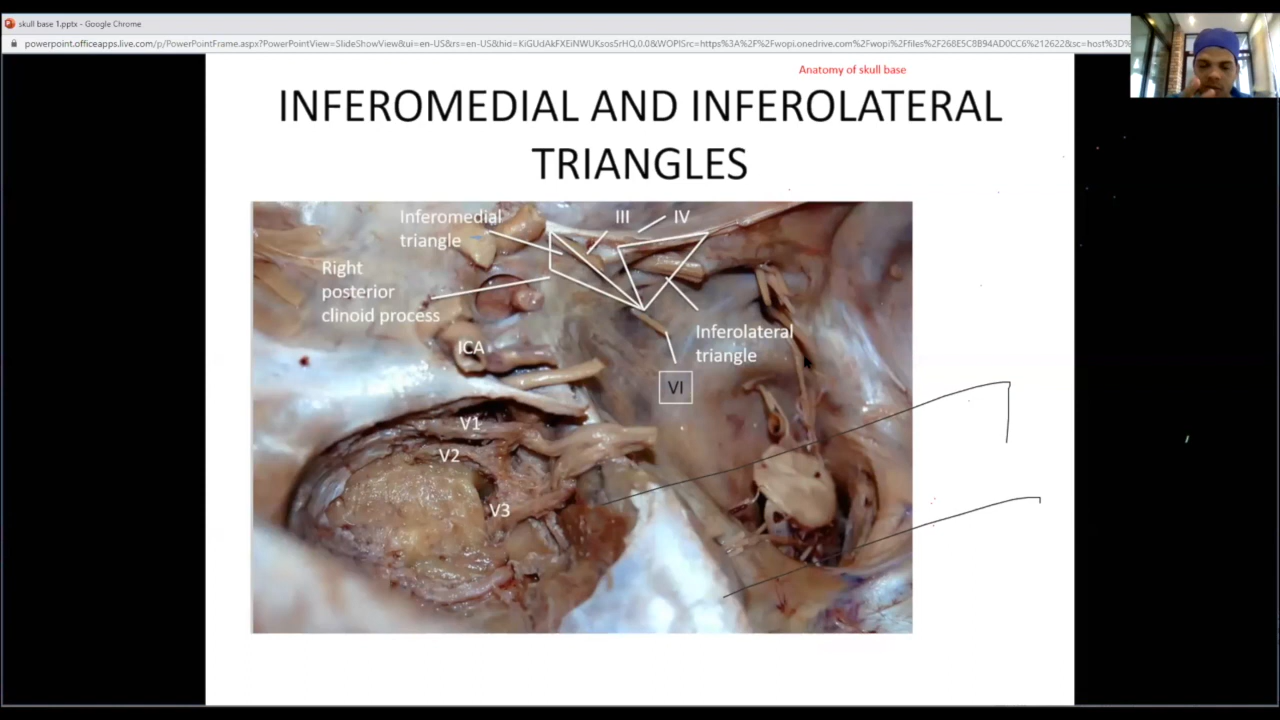 skull base 1.pptx - Google Chrome
powerpoint.officeapps.live.com/p/PowerPointFrame.aspx?PowerPointView=SlideShowView&ui=en-US&rs=en-US&hid=KiGUdAkFXEiNWUKsosSrHQ.0.0&WOPISrc=https%3A%2F%2Fwopi.onedrive.com%2Fwopi%2Ffiles%2F268E5C8B94AD0CC6%212622&sc=host%3D%
Anatomy of skull base
INFEROMEDIAL AND INFEROLATERAL
TRIANGLES
Inferomedial
triangle
III
IV
Right
posterior
clinoid process
Inferolateral
triangle
ICA
VI
V1
V2
V3